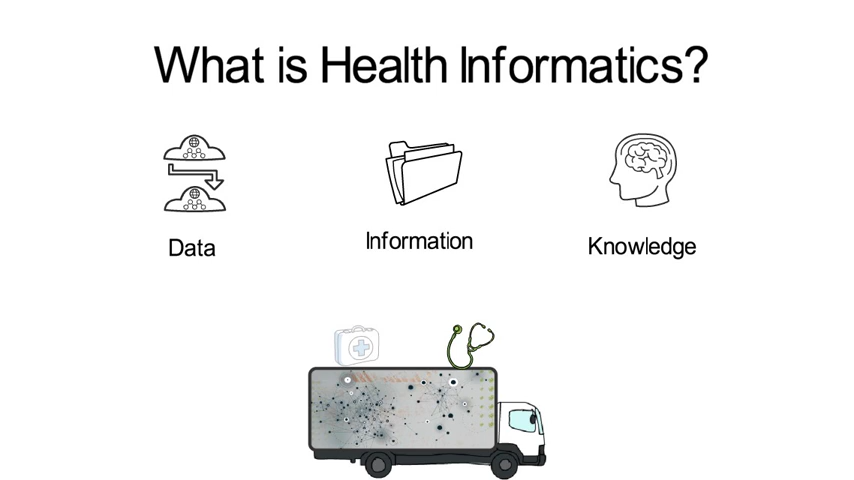 What is Health Informatics?
Data
Information
Knowledge